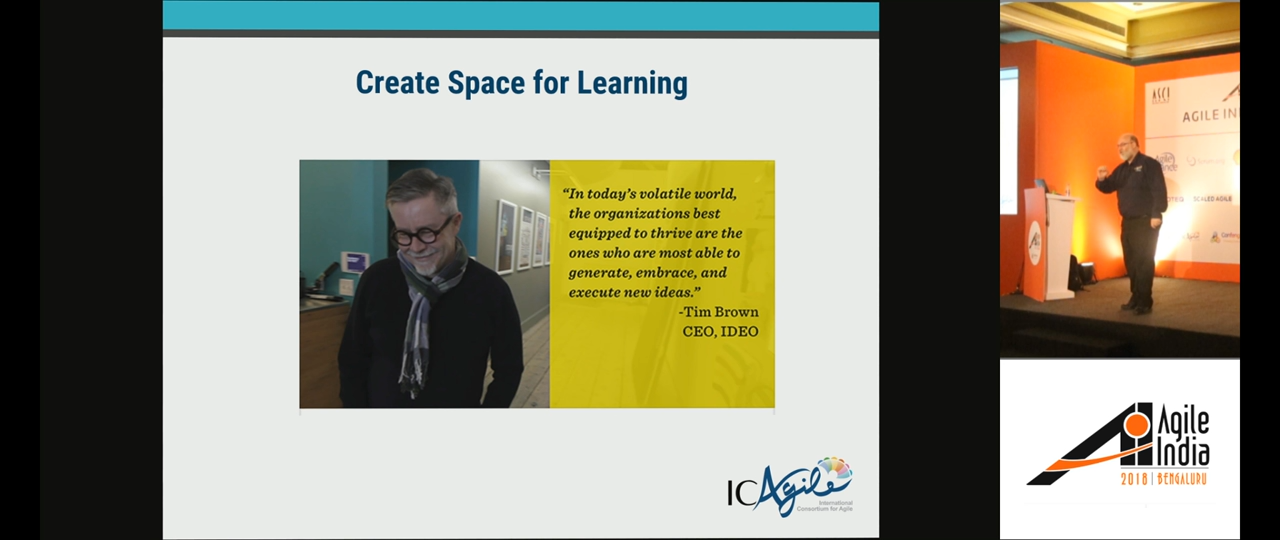 Create Space for Learning
“In today’s volatile world,
the organizations best
equipped to thrive are the
ones who are most able to
generate, embrace, and
execute new ideas.”
-Tim Brown
CEO, IDEO
ICAgile
International
Consortium for Agile
ASCI
AGILE IN
SCALED AGILE
Agile
India
2018 | BENGALURU